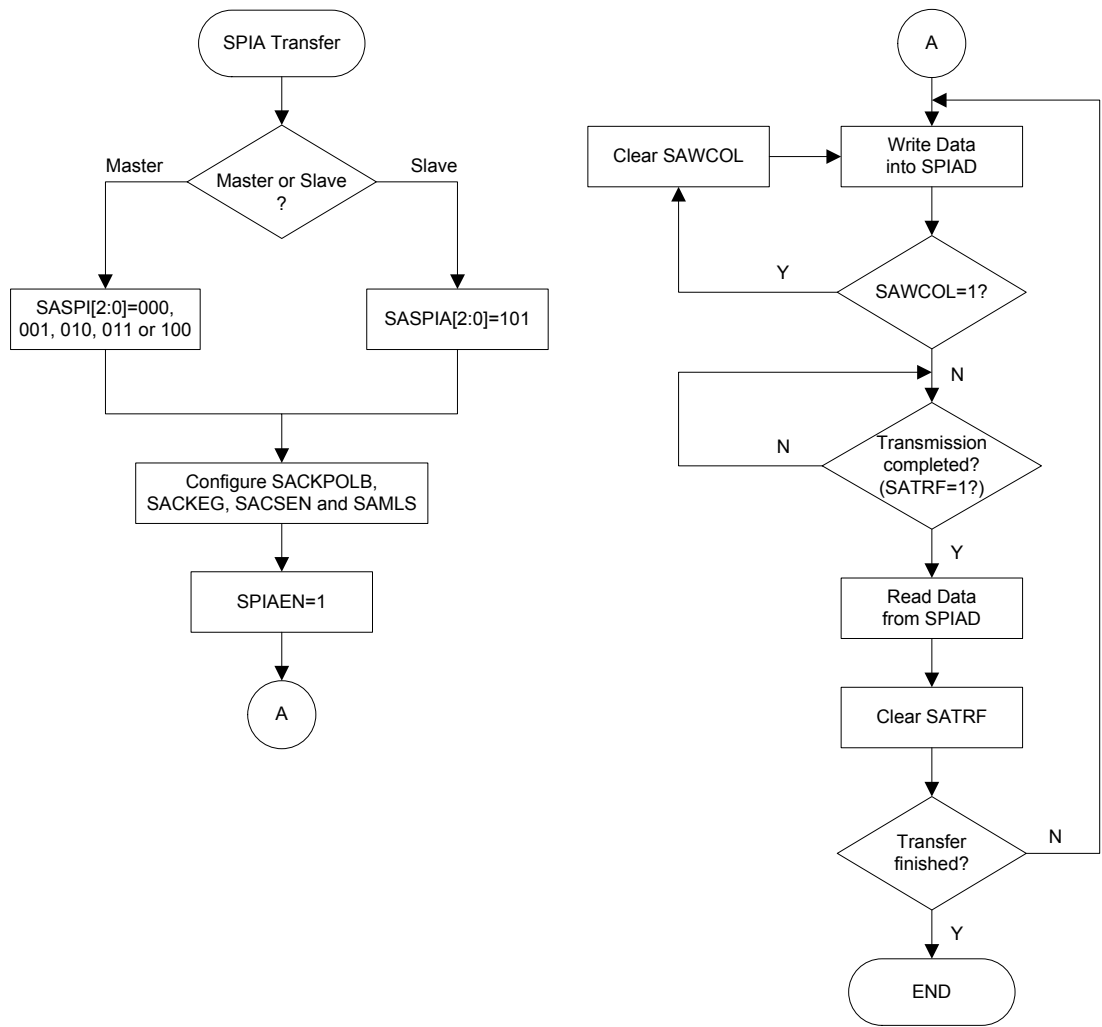 SPIA Transfer
Master
Slave
Master or Slave
?
SASPI[2:0]=000,
001, 010, 011 or 100
SASPIA[2:0]=101
Configure SACKPOLB,
SACKEG, SACSEN and SAMLS
SPIAEN=1
A
A
Clear SAWCOL
Write Data
into SPIAD
Y
SAWCOL=1?
N
N
Transmission
completed?
(SATRF=1?)
Y
Read Data
from SPIAD
Clear SATRF
Transfer
finished?
N
Y
END